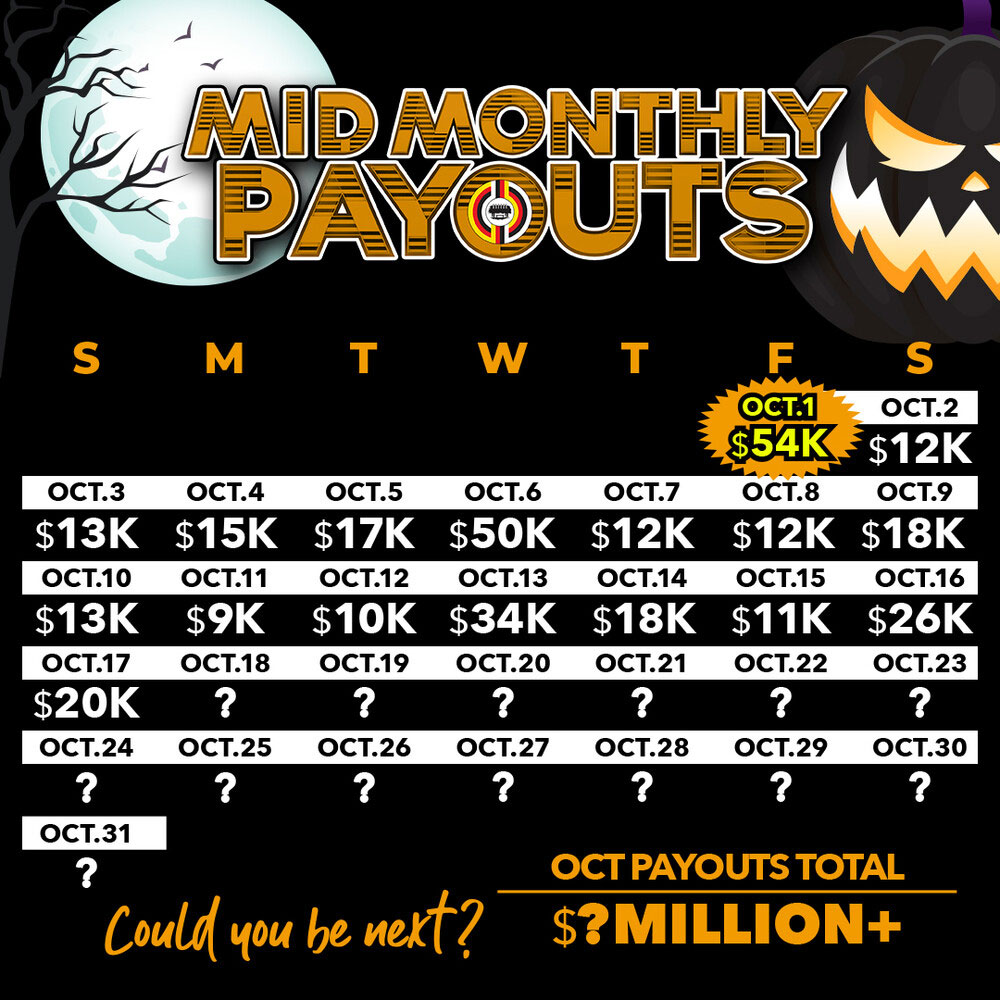 MID MONTHLY
PAYOUTS
S M T W T F S
OCT.1 OCT.2
$54K $12K
OCT.3 OCT.4 OCT.5 OCT.6 OCT.7 OCT.8 OCT.9
$13K $15K $17K $50K $12K $12K $18K
OCT.10 OCT.11 OCT.12 OCT.13 OCT.14 OCT.15 OCT.16
$13K $9K $10K $34K $18K $11K $26K
OCT.17 OCT.18 OCT.19 OCT.20 OCT.21 OCT.22 OCT.23
$20K ? ? ? ? ? ?
OCT.24 OCT.25 OCT.26 OCT.27 OCT.28 OCT.29 OCT.30
? ? ? ? ? ? ?
OCT.31
?
OCT PAYOUTS TOTAL
Could you be next?
$?MILLION+